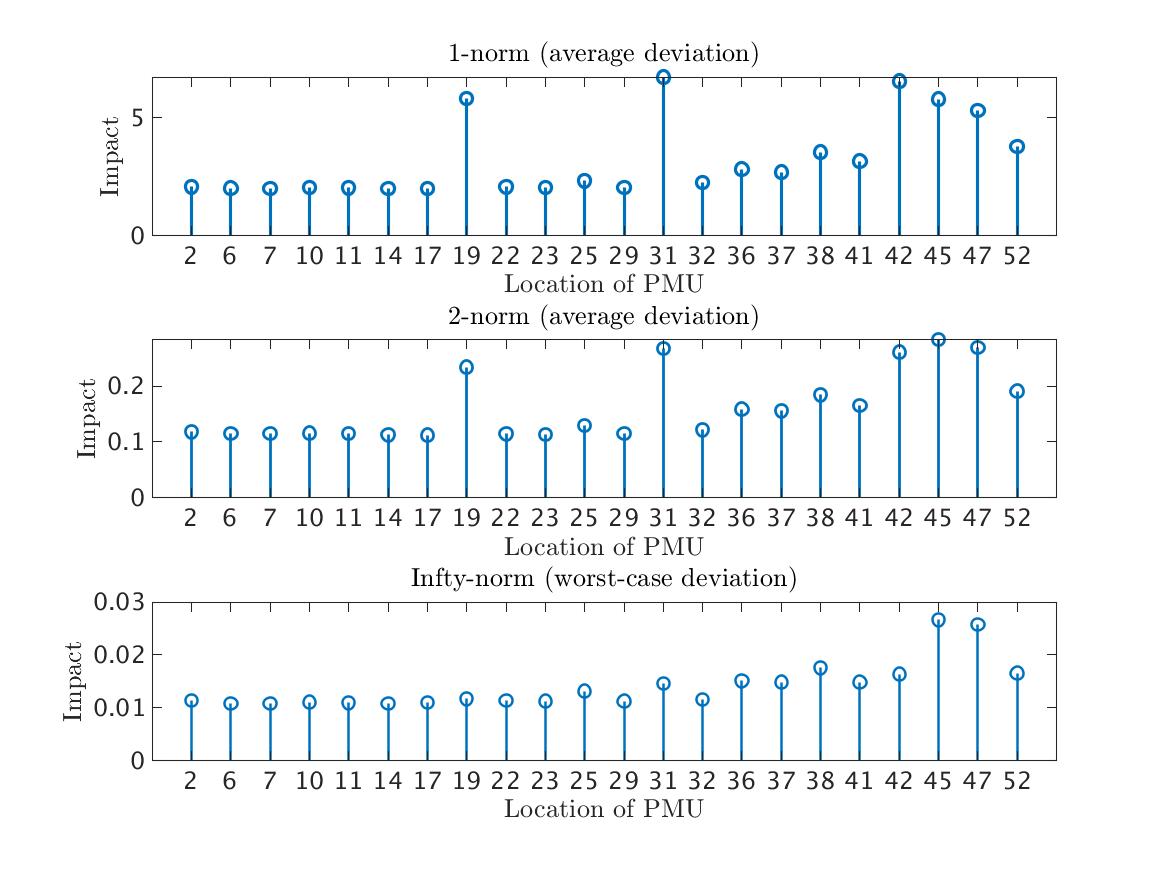 1-norm (average deviation)
Impact
5
0
2 6 7 10 11 14 17 19 22 23 25 29 31 32 36 37 38 41 42 45 47 52
Location of PMU
2-norm (average deviation)
Impact
0.2
0.1
0
2 6 7 10 11 14 17 19 22 23 25 29 31 32 36 37 38 41 42 45 47 52
Location of PMU
Infty-norm (worst-case deviation)
Impact
0.03
0.02
0.01
0
2 6 7 10 11 14 17 19 22 23 25 29 31 32 36 37 38 41 42 45 47 52
Location of PMU